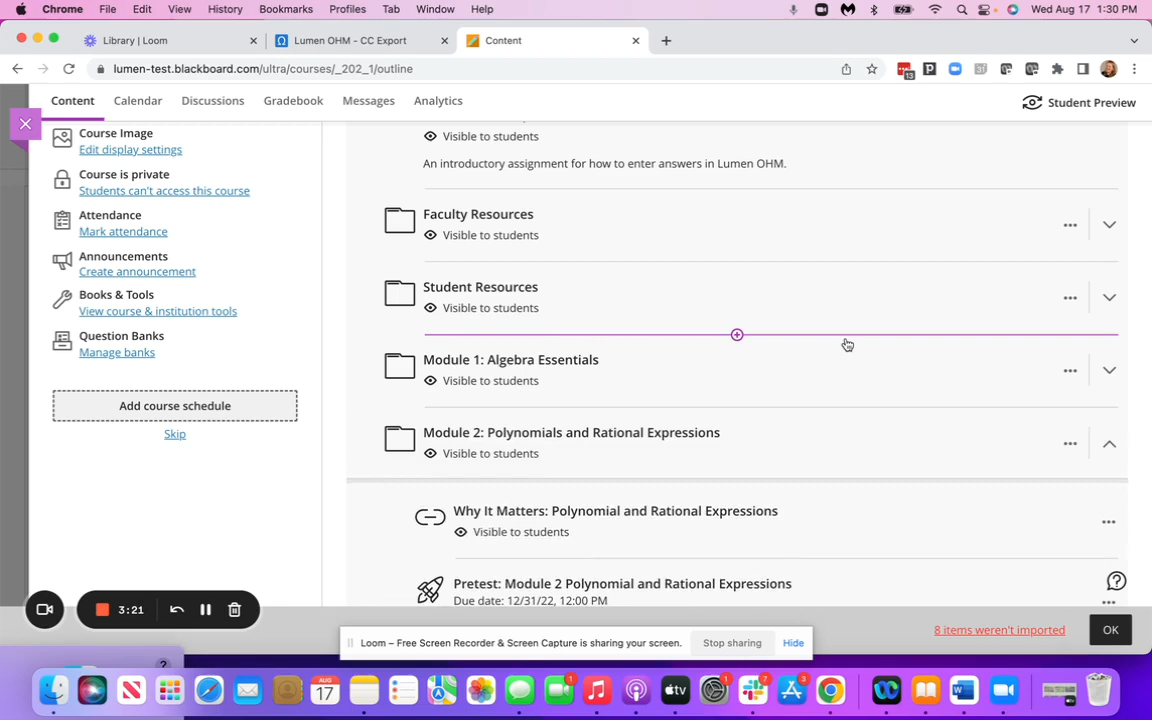 Chrome File Edit View History Bookmarks Profiles Tab Window Help Wed Aug 17 1:30 PM
Library | Loom Lumen OHM - CC Export Content
lumen-test.blackboard.com/ultra/courses/_202_1/outline 13
Content Calendar Discussions Gradebook Messages Analytics Student Preview
Course Image
Edit display settings
Course is private
Students can't access this course
Attendance
Mark attendance
Announcements
Create announcement
Books & Tools
View course & institution tools
Question Banks
Manage banks
Add course schedule
Skip
Visible to students
An introductory assignment for how to enter answers in Lumen OHM.
Faculty Resources
Visible to students
Student Resources
Visible to students
Module 1: Algebra Essentials
Visible to students
Module 2: Polynomials and Rational Expressions
Visible to students
Why It Matters: Polynomial and Rational Expressions
Visible to students
Pretest: Module 2 Polynomial and Rational Expressions
Due date: 12/31/22, 12:00 PM
3:21
8 items weren't imported OK
Loom – Free Screen Recorder & Screen Capture is sharing your screen. Stop sharing Hide
AUG
17
1
7
3